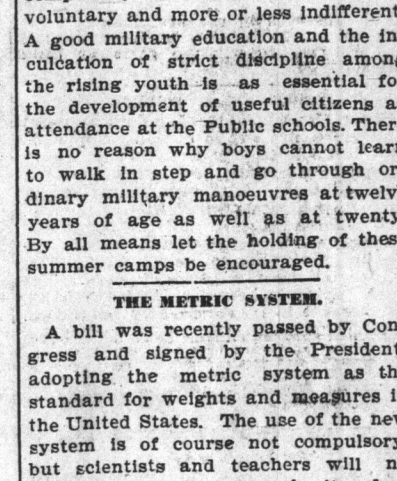 voluntary and more or less indifferent
A good military education and the in
culcation of strict discipline among
the rising youth is as essential fo
the development of useful citizens a
attendance at the Public schools. Ther
is no reason why boys cannot learn
to walk in step and go through or
dinary military manoeuvres at twelv
years of age as well as at twenty
By all means let the holding of thes
summer camps be encouraged.
THE METRIC SYSTEM.
A bill was recently passed by Con
gress and signed by the President
adopting the metric system as th
standard for weights and measures i
the United States. The use of the new
system is of course not compulsory
but scientists and teachers will n